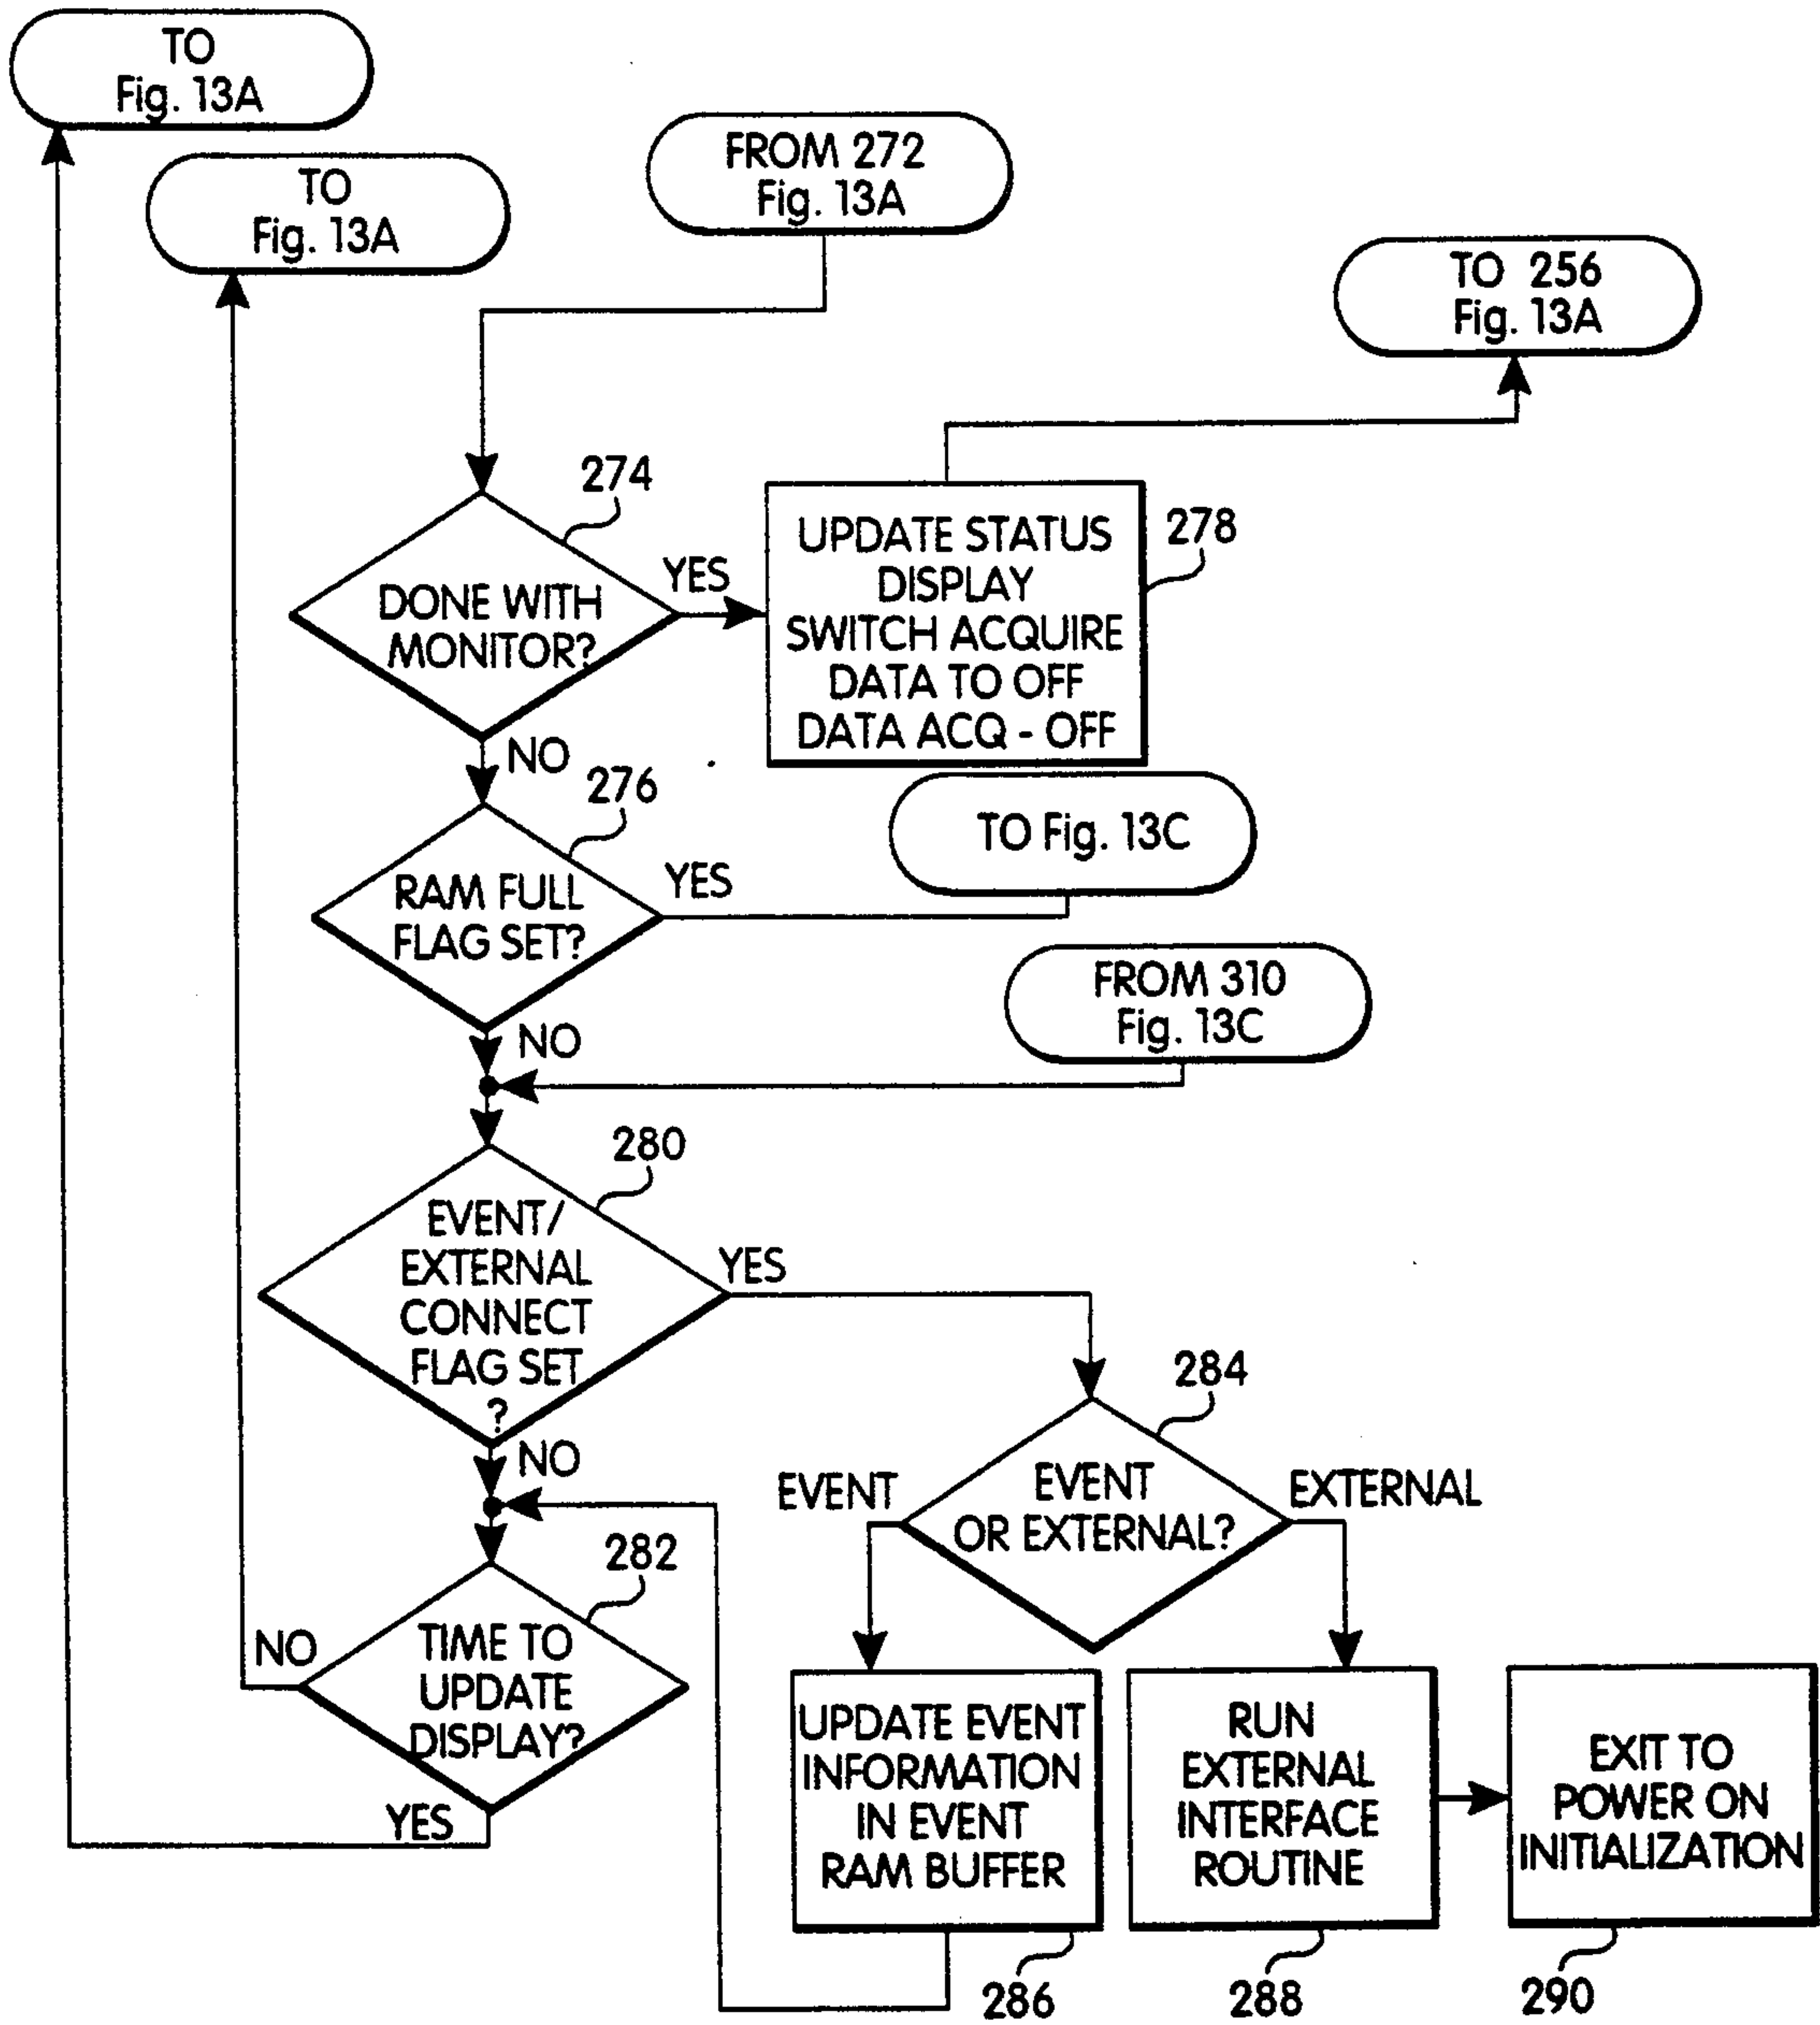 TO
Fig. 13A
TO
Fig. 13A
FROM 272
Fig. 13A
TO 256
Fig. 13A
274
DONE WITH
MONITOR?
YES
NO
UPDATE STATUS
DISPLAY
SWITCH ACQUIRE
DATA TO OFF
DATA ACQ - OFF
278
276
RAM FULL
FLAG SET?
YES
NO
TO Fig. 13C
FROM 310
Fig. 13C
280
EVENT/
EXTERNAL
CONNECT
FLAG SET
?
YES
NO
284
EVENT
OR EXTERNAL?
EVENT
EXTERNAL
282
TIME TO
UPDATE
DISPLAY?
NO
YES
UPDATE EVENT
INFORMATION
IN EVENT
RAM BUFFER
286
RUN
EXTERNAL
INTERFACE
ROUTINE
288
EXIT TO
POWER ON
INITIALIZATION
290